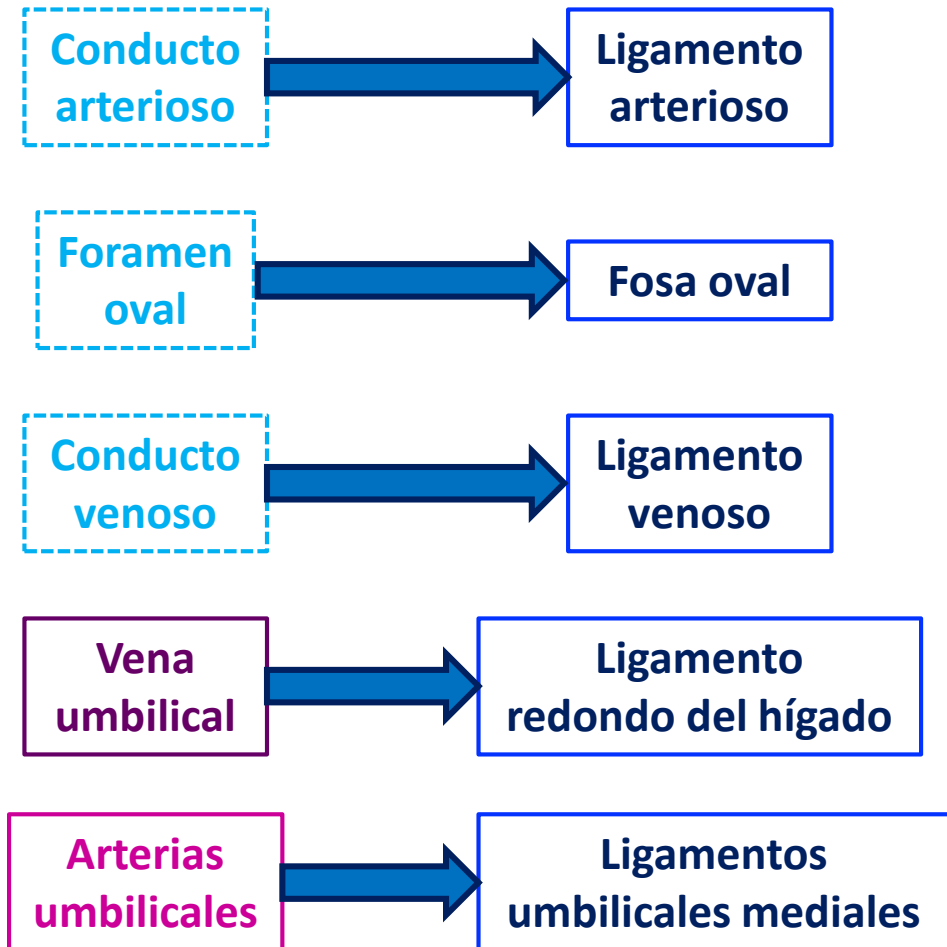 Conducto
arterioso
Ligamento
arterioso
Foramen
oval
Fosa oval
Conducto
venoso
Ligamento
venoso
Vena
umbilical
Ligamento
redondo del hígado
Arterias
umbilicales
Ligamentos
umbilicales mediales